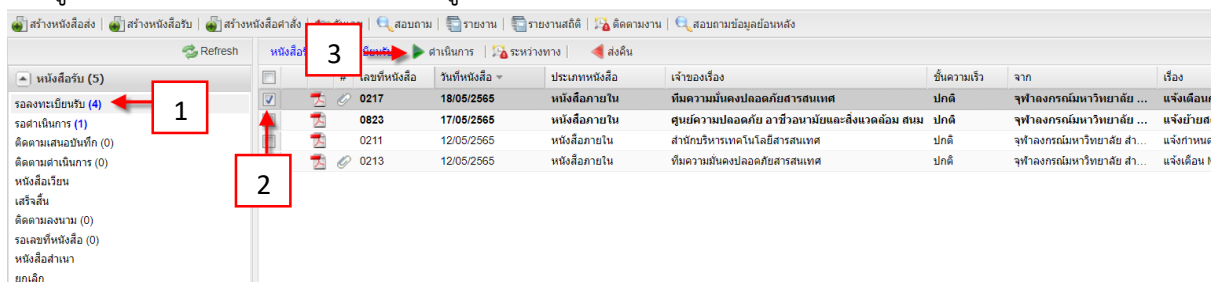 สร้างหนังสือส่ง | สร้างหนังสือรับ | สร้างหนังสือคำสั่ง | สอบถาม | รายงาน | รายงานสถิติ | ติดตามงาน | สอบถามข้อมูลย้อนหลัง
Refresh
ดำเนินการ | ระหว่างทาง | ส่งคืน
3
หนังสือรับ (5)
# เลขที่หนังสือ วันที่หนังสือ ประเภทหนังสือ เจ้าของเรื่อง ชั้นความเร็ว จาก เรื่อง
รอลงทะเบียนรับ (4)
1
0217 18/05/2565 หนังสือภายใน ทีมความมั่นคงปลอดภัยสารสนเทศ ปกติ จุฬาลงกรณ์มหาวิทยาลัย ...
รอดำเนินการ (1)
0823 17/05/2565 หนังสือภายใน ศูนย์ความปลอดภัย อาชีวอนามัยและสิ่งแวดล้อม สนม ปกติ จุฬาลงกรณ์มหาวิทยาลัย ...
ติดตามเสนอบันทึก (0)
0211 12/05/2565 หนังสือภายใน สำนักบริหารเทคโนโลยีสารสนเทศ ปกติ จุฬาลงกรณ์มหาวิทยาลัย สำ... แจ้งกำหนด
ติดตามดำเนินการ (0)
0213 12/05/2565 หนังสือภายใน ทีมความมั่นคงปลอดภัยสารสนเทศ ปกติ จุฬาลงกรณ์มหาวิทยาลัย สำ... แจ้งเตือน
2
หนังสือเวียน
เสร็จสิ้น
ติดตามลงนาม (0)
รอเลขที่หนังสือ (0)
หนังสือสำเนา
ยกเลิก